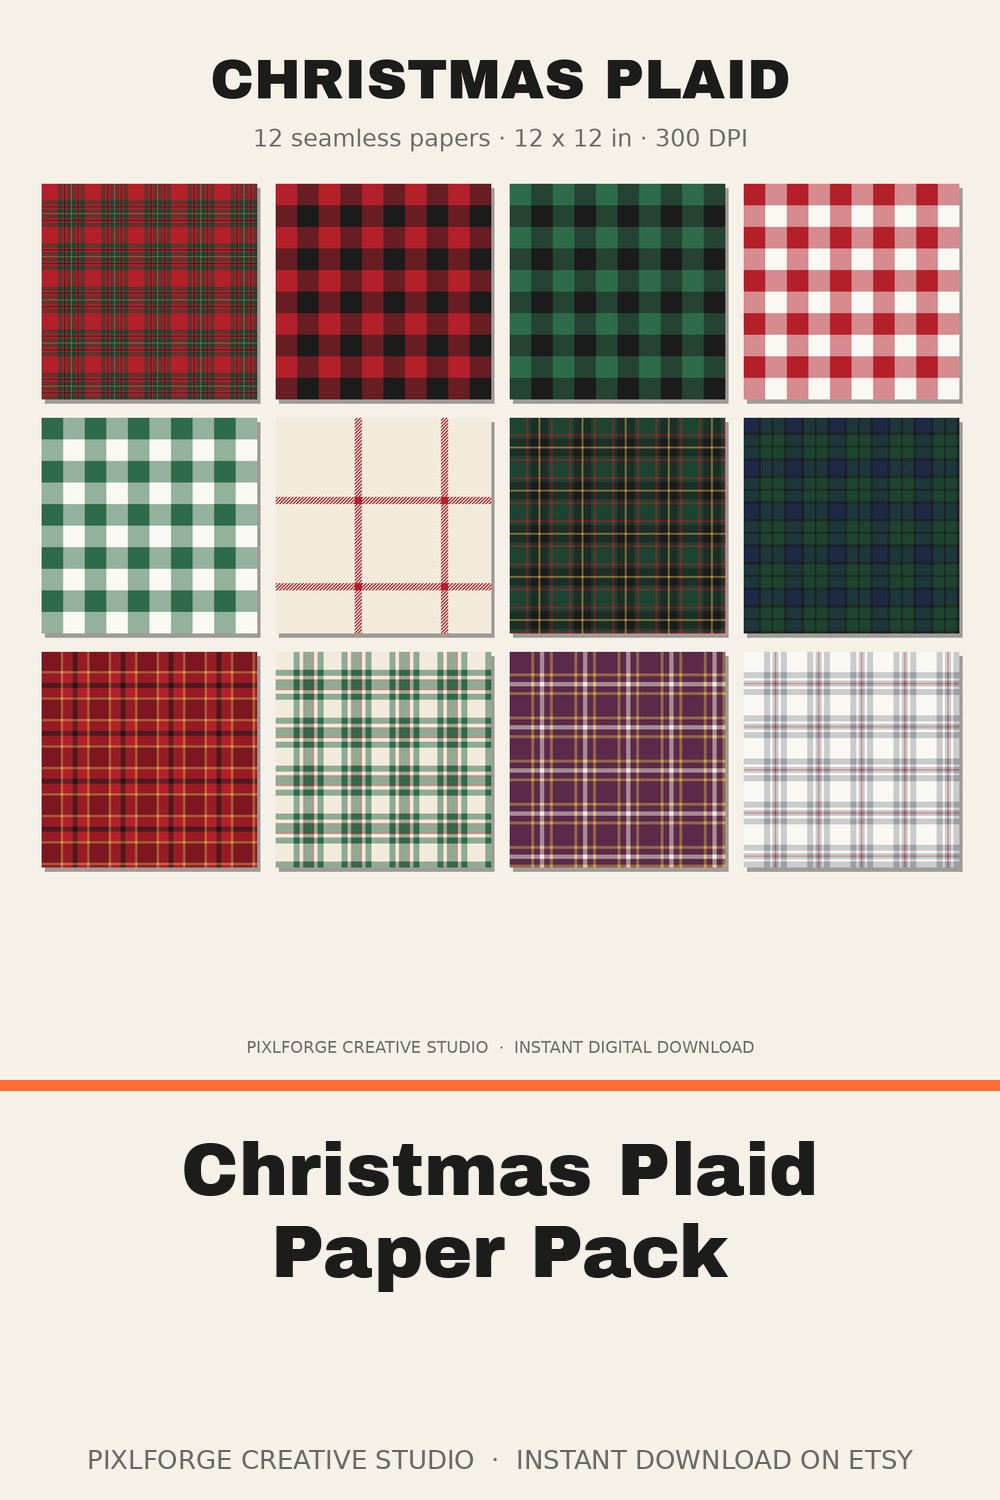 CHRISTMAS PLAID
12 seamless papers · 12 x 12 in · 300 DPI
PIXLFORGE CREATIVE STUDIO · INSTANT DIGITAL DOWNLOAD
Christmas Plaid
Paper Pack
PIXLFORGE CREATIVE STUDIO · INSTANT DOWNLOAD ON ETSY